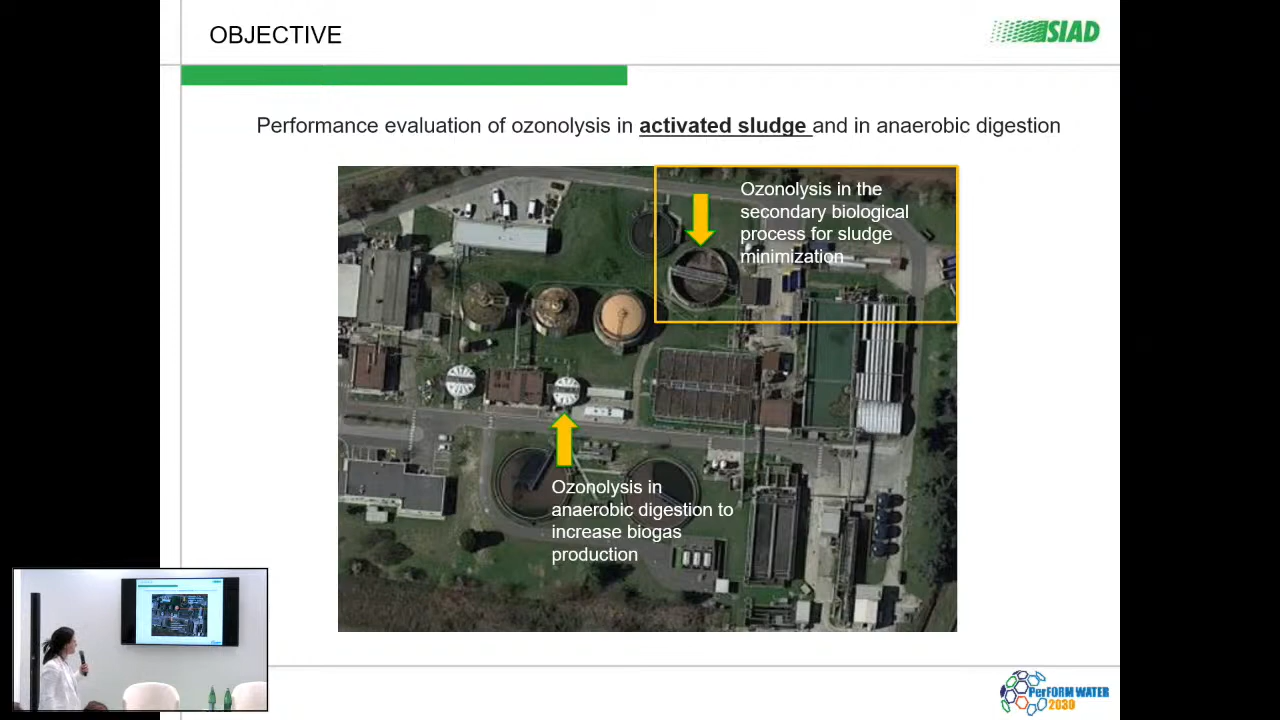 OBJECTIVE
SIAD
Performance evaluation of ozonolysis in activated sludge and in anaerobic digestion
Ozonolysis in the
secondary biological
process for sludge
minimization
Ozonolysis in
anaerobic digestion to
increase biogas
production
PerFORM WATER
2030